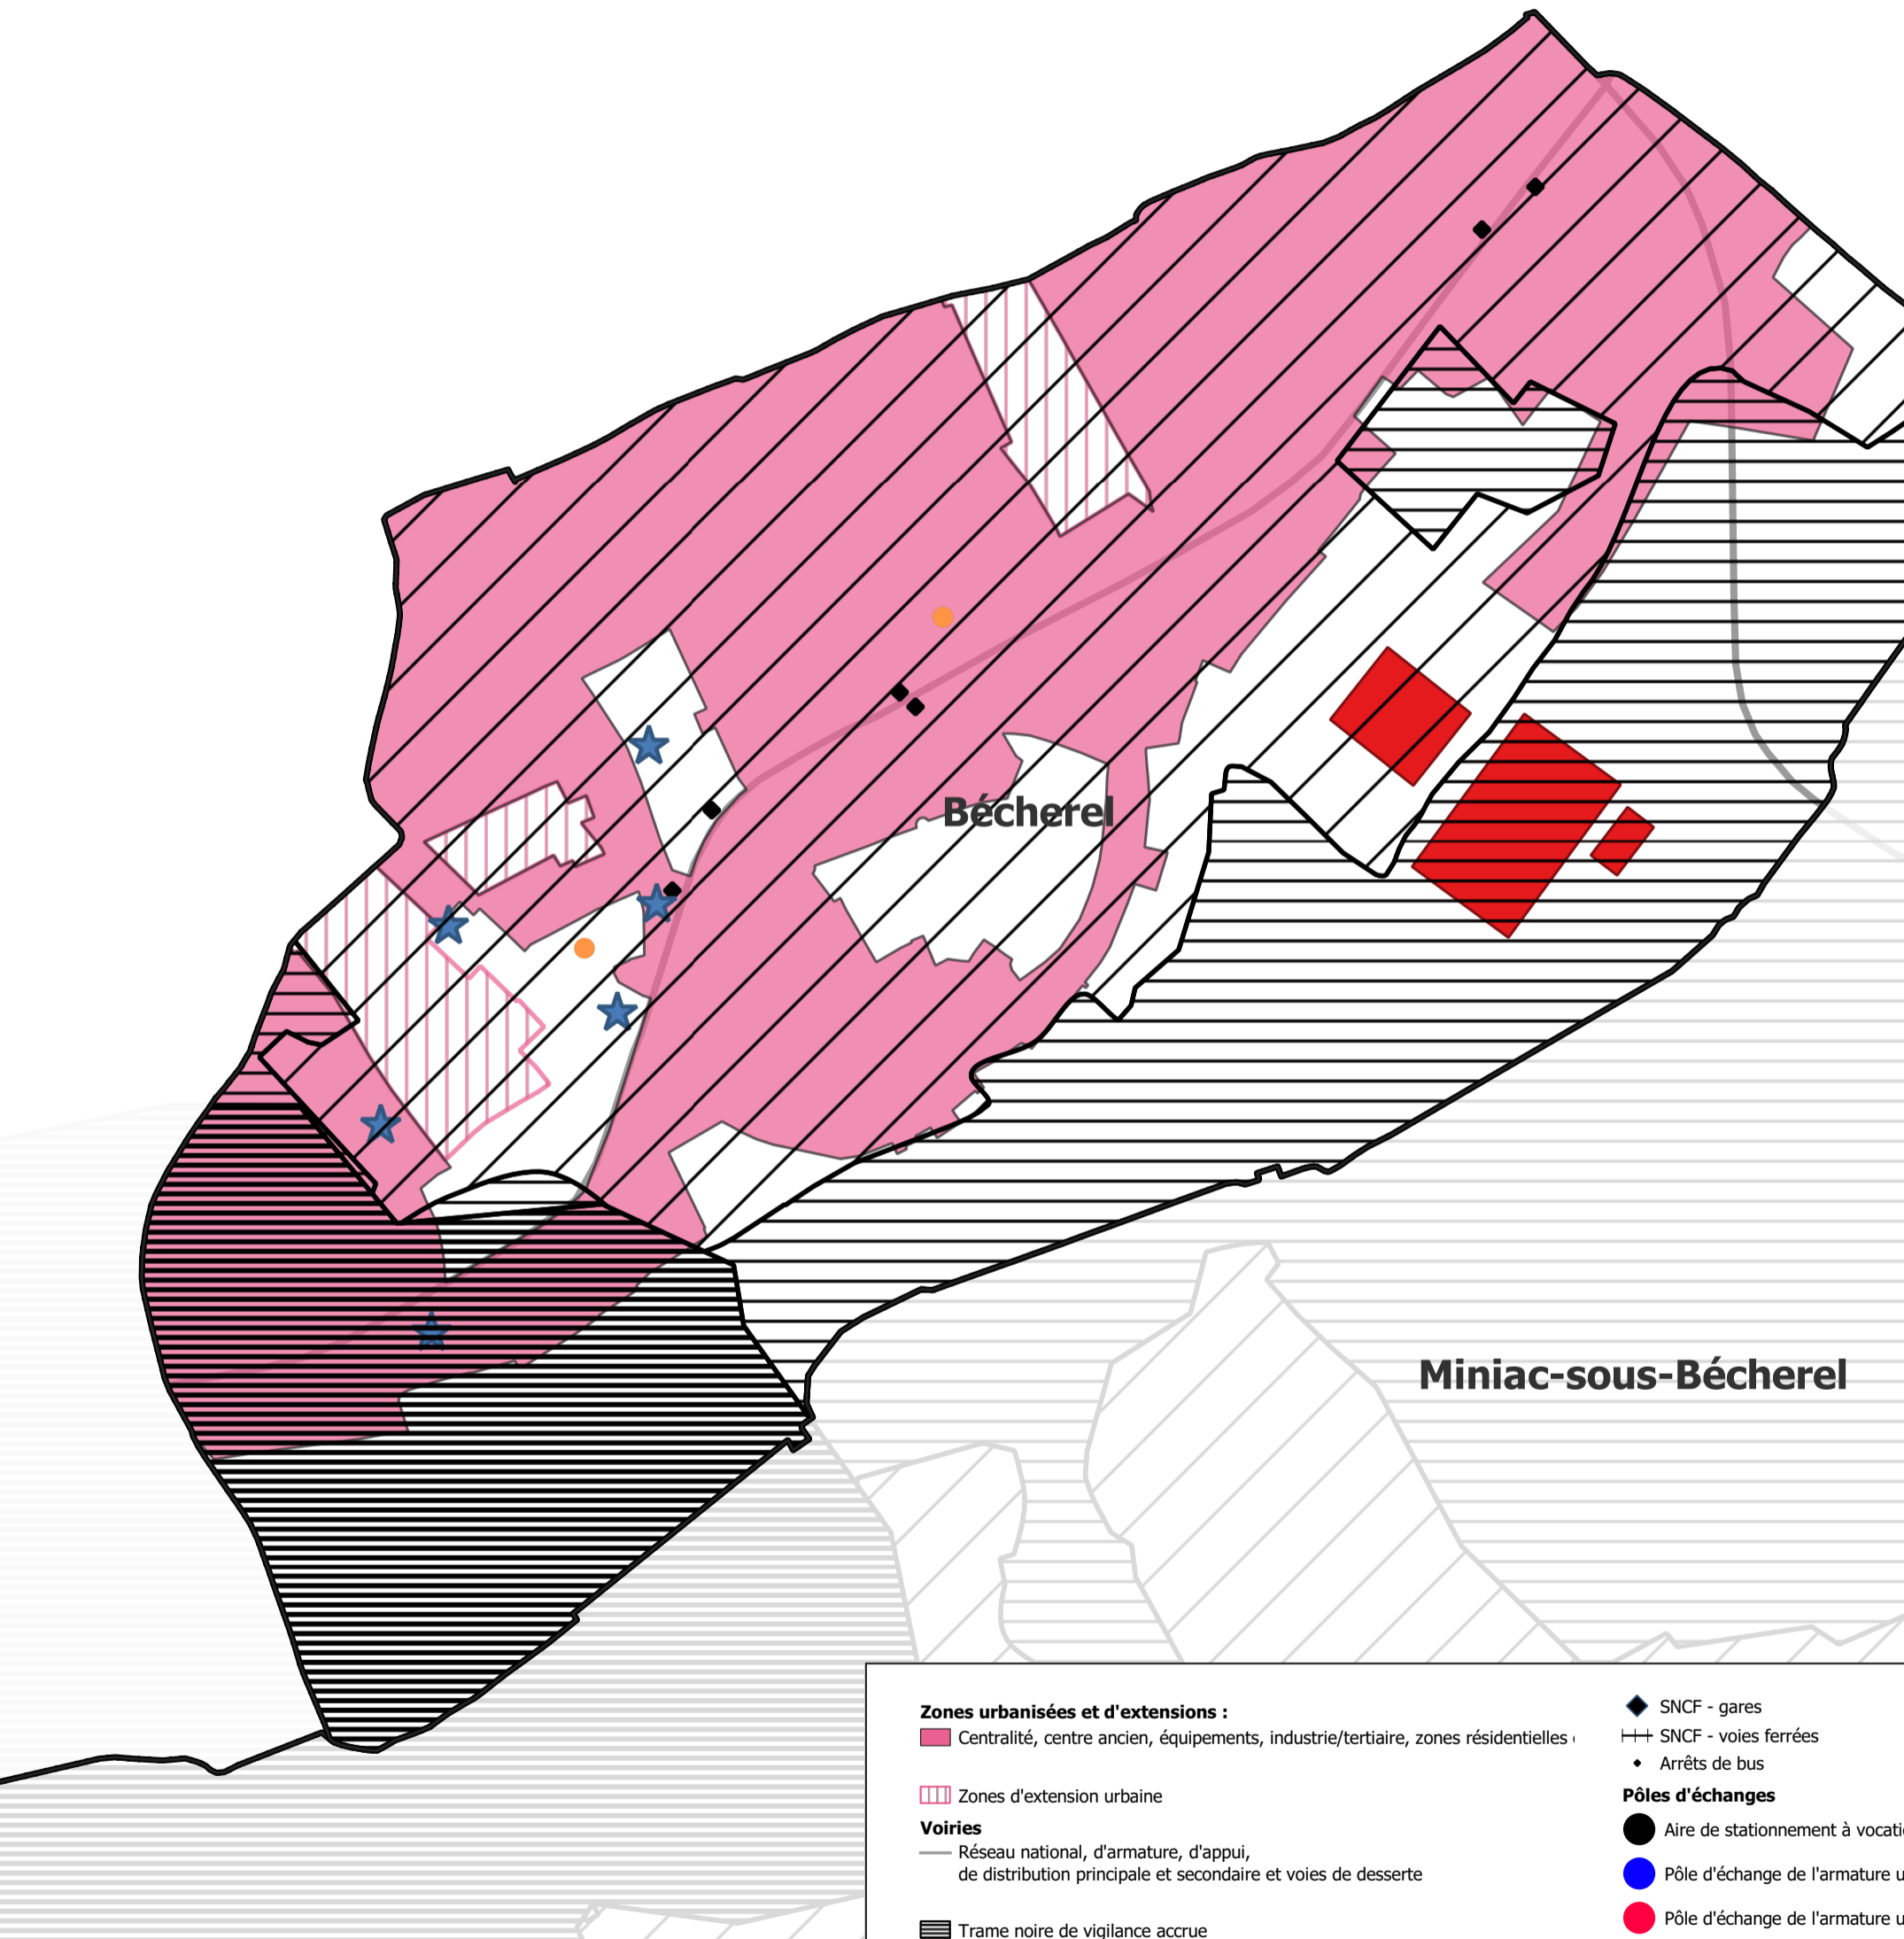 Bécherel
Miniac-sous-Bécherel
Zones urbanisées et d'extensions :
Centralité, centre ancien, équipements, industrie/tertiaire, zones résidentielles
Zones d'extension urbaine
Voiries
Réseau national, d'armature, d'appui,
de distribution principale et secondaire et voies de desserte
Trame noire de vigilance accrue
SNCF - gares
SNCF - voies ferrées
Arrêts de bus
Pôles d'échanges
Aire de stationnement à
Pôle d'échange de l'armature
Pôle d'échange de l'armature